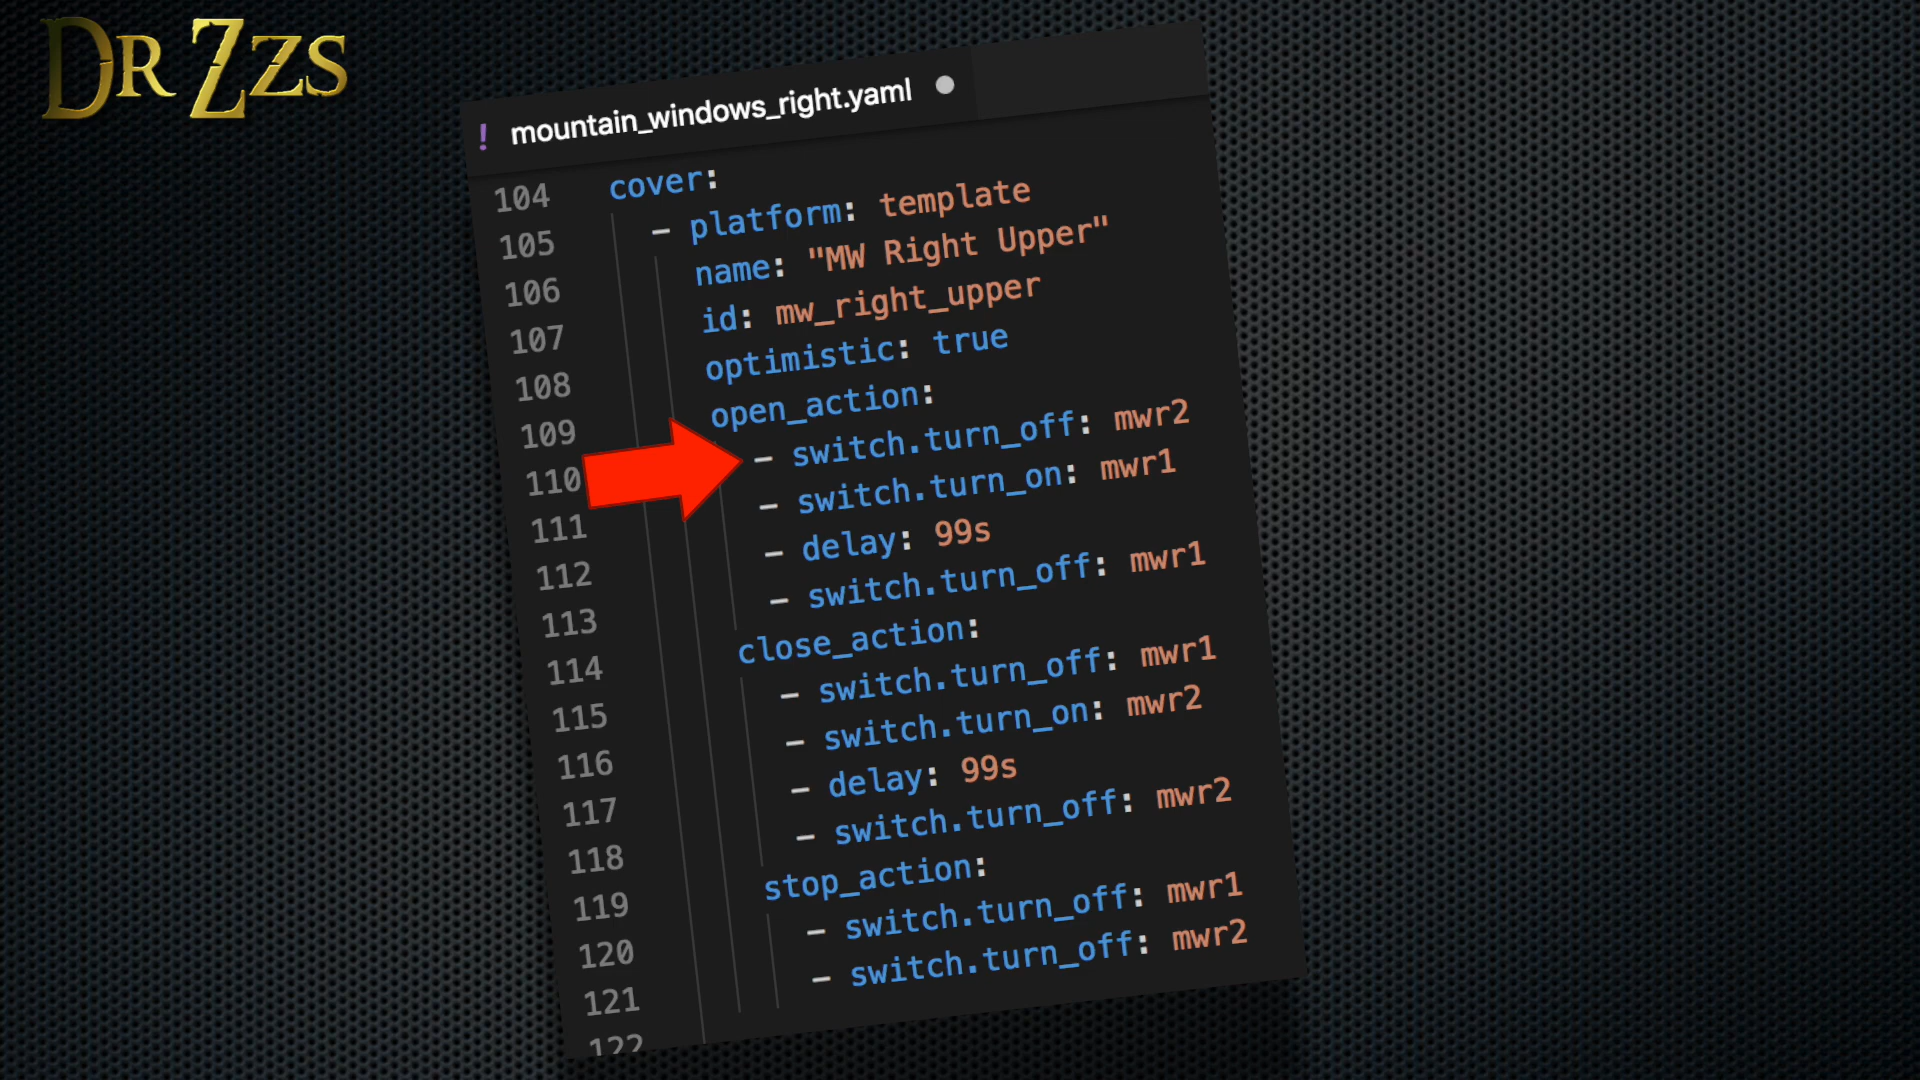 DR ZZS
! mountain_windows_right.yaml
104 cover:
105 - platform: template
106 name: "MW Right Upper"
107 id: mw_right_upper
108 optimistic: true
109 open_action:
110 - switch.turn_off: mwr2
111 - switch.turn_on: mwr1
112 - delay: 99s
113 - switch.turn_off: mwr1
114 close_action:
115 - switch.turn_off: mwr1
116 - switch.turn_on: mwr2
117 - delay: 99s
118 - switch.turn_off: mwr2
119 stop_action:
120 - switch.turn_off: mwr1
121 - switch.turn_off: mwr2
122